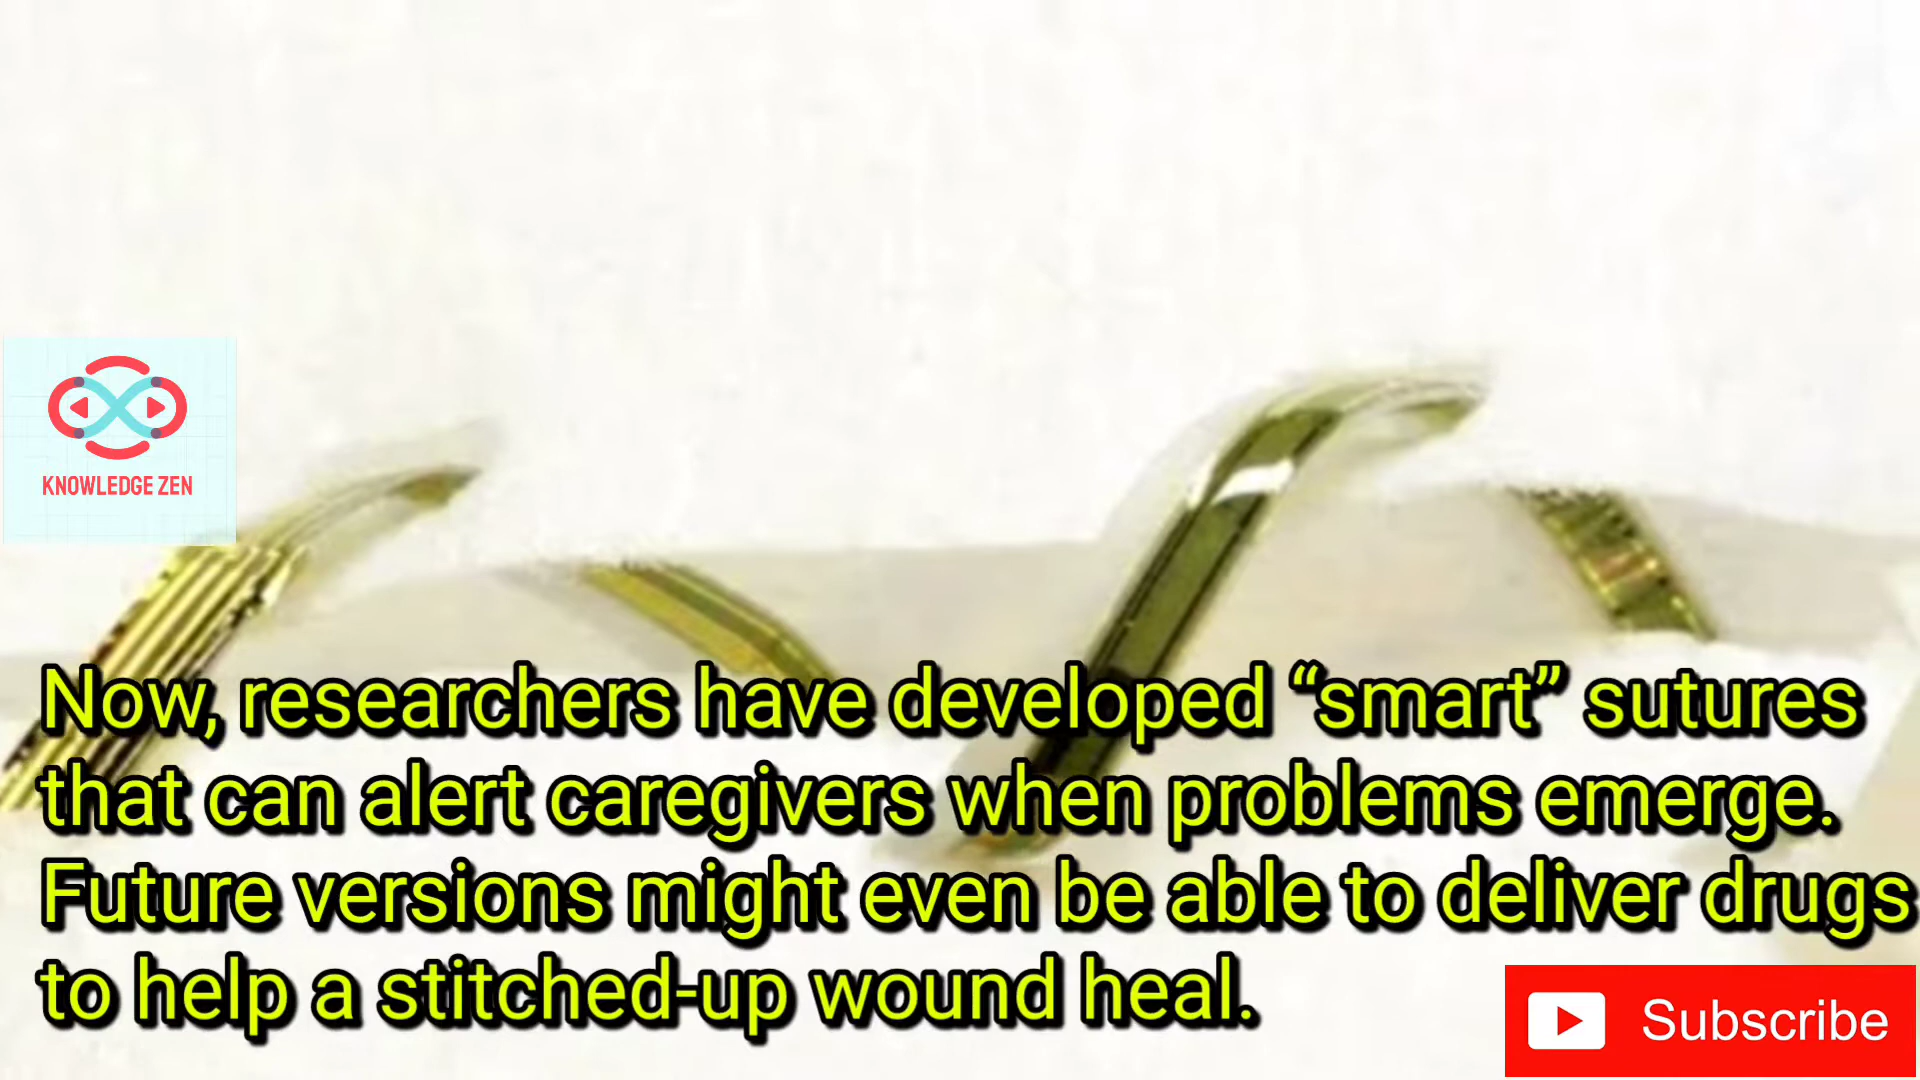 KNOWLEDGE ZEN
Now, researchers have developed “smart” sutures
that can alert caregivers when problems emerge.
Future versions might even be able to deliver drugs
to help a stitched-up wound heal.
Subscribe